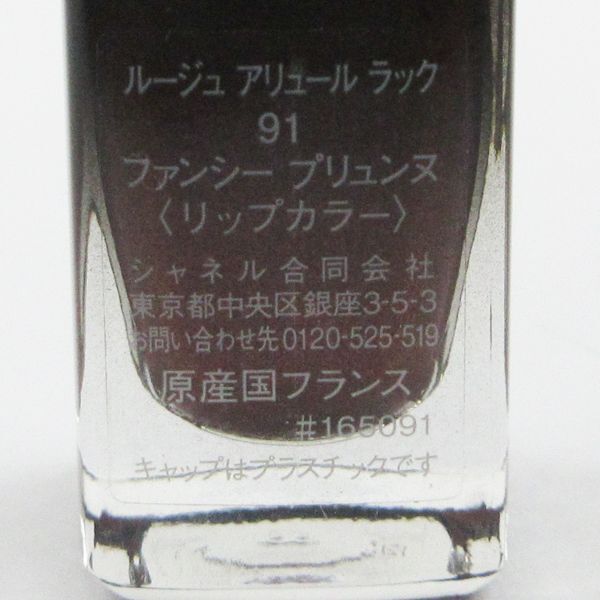 ルージュ アリュール ラック
91
ファンシー プリュンヌ
〈リップカラー〉
シャネル合同会社
東京都中央区銀座3-5-3
お問い合わせ先0120-525-519
原産国フランス
#165091
キャップはプラスチックです